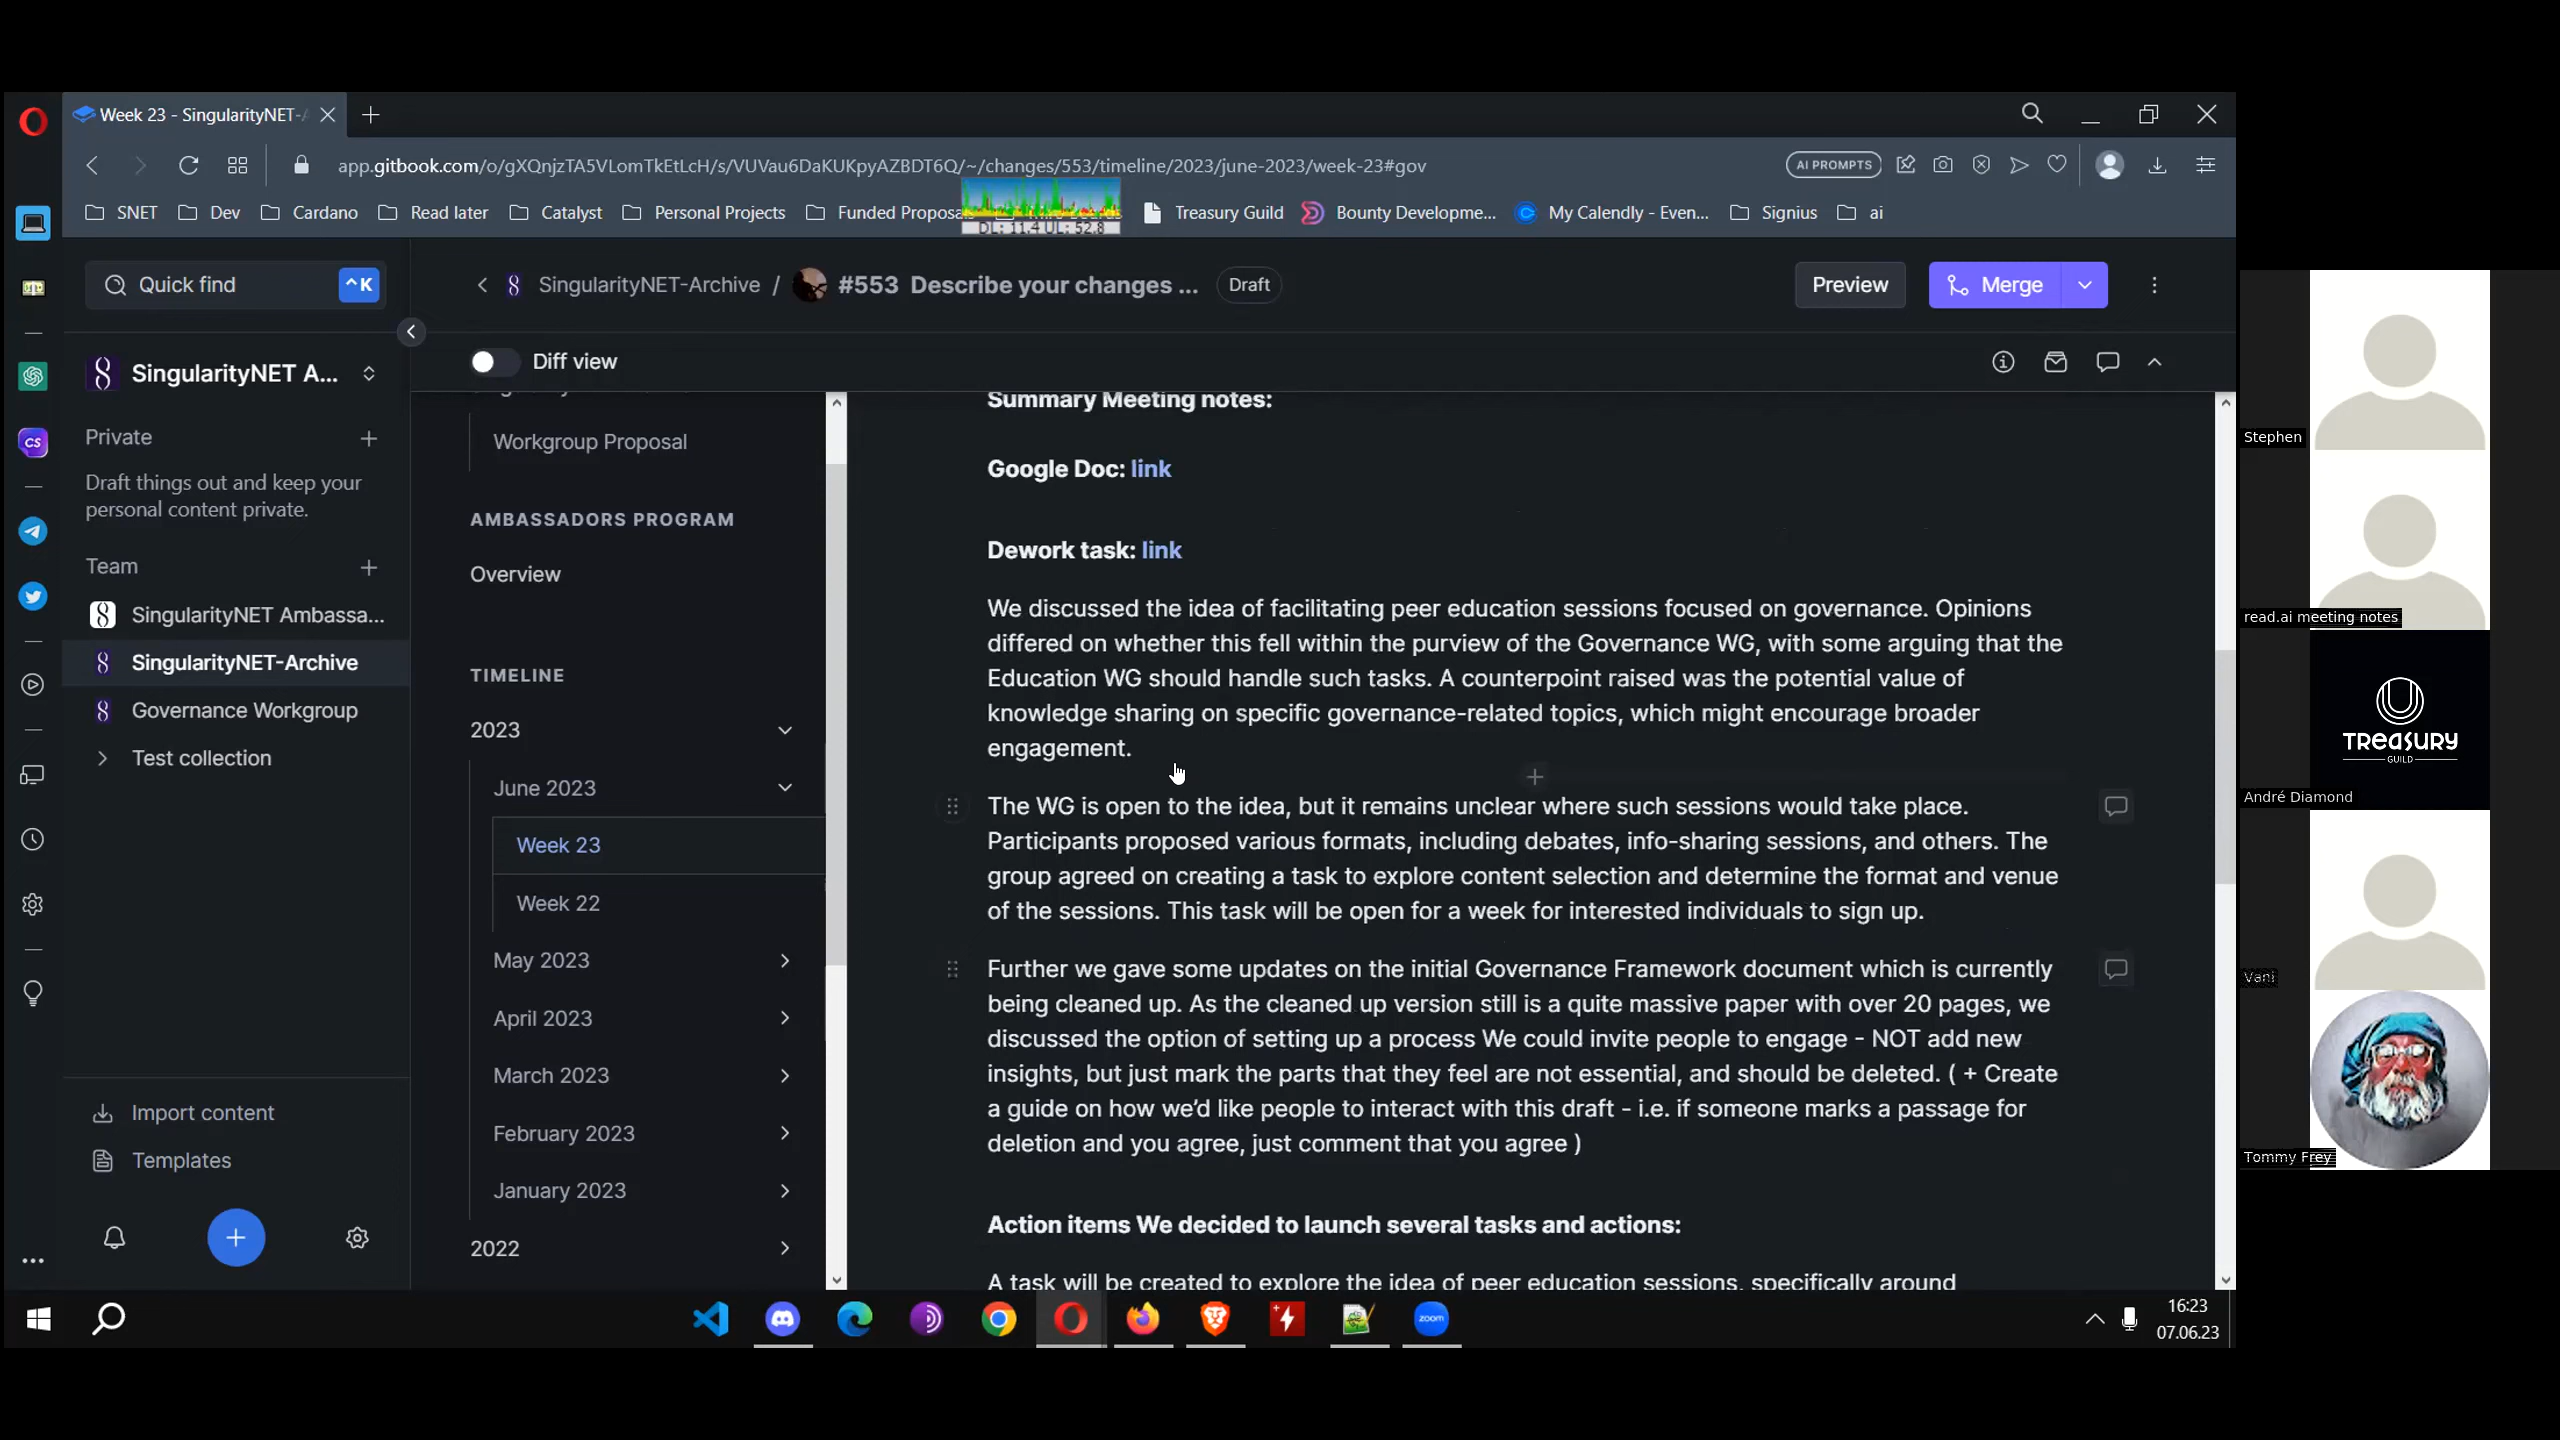 Week 23 - SingularityNET-A
app.gitbook.com/o/gXQnjzTA5VLomTkEtLcH/s/VUVau6DaKUKpyAZBDT6Q/~/changes/553/timeline/2023/june-2023/week-23#gov
AI PROMPTS
SNET
Dev
Cardano
Read later
Catalyst
Personal Projects
Funded Proposa
DL: 11.4 UL: 52.8
Treasury Guild
Bounty Developme...
My Calendly - Even...
Signius
ai
Quick find
^K
SingularityNET-Archive / #553 Describe your changes ...
Draft
Preview
Merge
Diff view
SingularityNET A...
Private
Draft things out and keep your
personal content private.
Team
SingularityNET Ambassa...
SingularityNET-Archive
Governance Workgroup
Test collection
Import content
Templates
Workgroup Proposal
AMBASSADORS PROGRAM
Overview
TIMELINE
2023
June 2023
Week 23
Week 22
May 2023
April 2023
March 2023
February 2023
January 2023
2022
Summary Meeting notes:
Google Doc: link
Dework task: link
We discussed the idea of facilitating peer education sessions focused on governance. Opinions
differed on whether this fell within the purview of the Governance WG, with some arguing that the
Education WG should handle such tasks. A counterpoint raised was the potential value of
knowledge sharing on specific governance-related topics, which might encourage broader
engagement.
The WG is open to the idea, but it remains unclear where such sessions would take place.
Participants proposed various formats, including debates, info-sharing sessions, and others. The
group agreed on creating a task to explore content selection and determine the format and venue
of the sessions. This task will be open for a week for interested individuals to sign up.
Further we gave some updates on the initial Governance Framework document which is currently
being cleaned up. As the cleaned up version still is a quite massive paper with over 20 pages, we
discussed the option of setting up a process We could invite people to engage - NOT add new
insights, but just mark the parts that they feel are not essential, and should be deleted. ( + Create
a guide on how we'd like people to interact with this draft - i.e. if someone marks a passage for
deletion and you agree, just comment that you agree )
Action items We decided to launch several tasks and actions:
A task will be created to explore the idea of peer education sessions, specifically around
Stephen
read.ai meeting notes
TREASURY
GUILD
André Diamond
Vani
Tommy Frey
CS
zoom
16:23
07.06.23